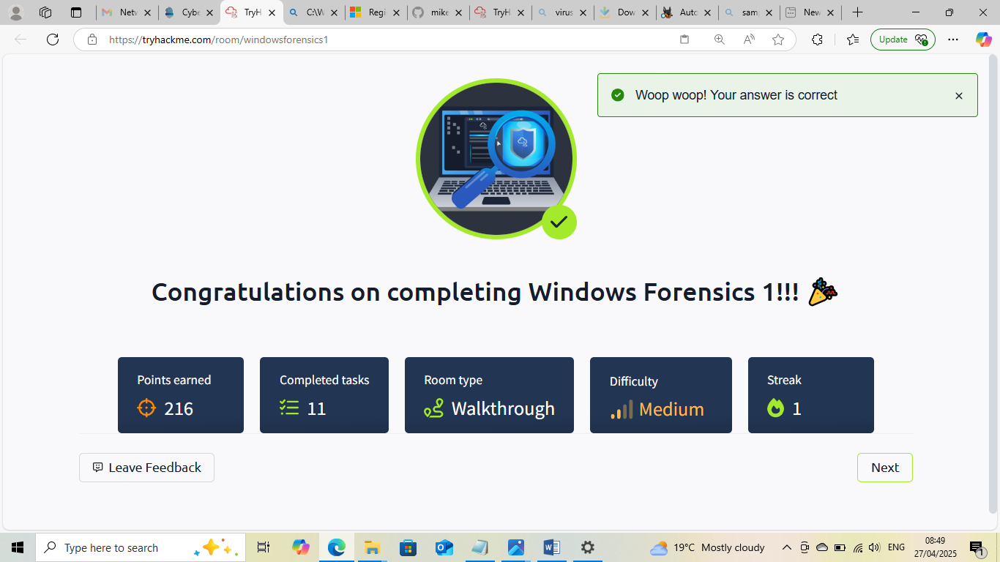 Netw
Cybe
TryH
C:\W
Regi
mike
TryH
virus
Dow
Auto
sam
New
https://tryhackme.com/room/windowsforensics1
Update
Woop woop! Your answer is correct
Congratulations on completing Windows Forensics 1!!!
Points earned
216
Completed tasks
11
Room type
Walkthrough
Difficulty
Medium
Streak
1
Leave Feedback
Next
Type here to search
19°C Mostly cloudy
ENG
08:49
27/04/2025
1